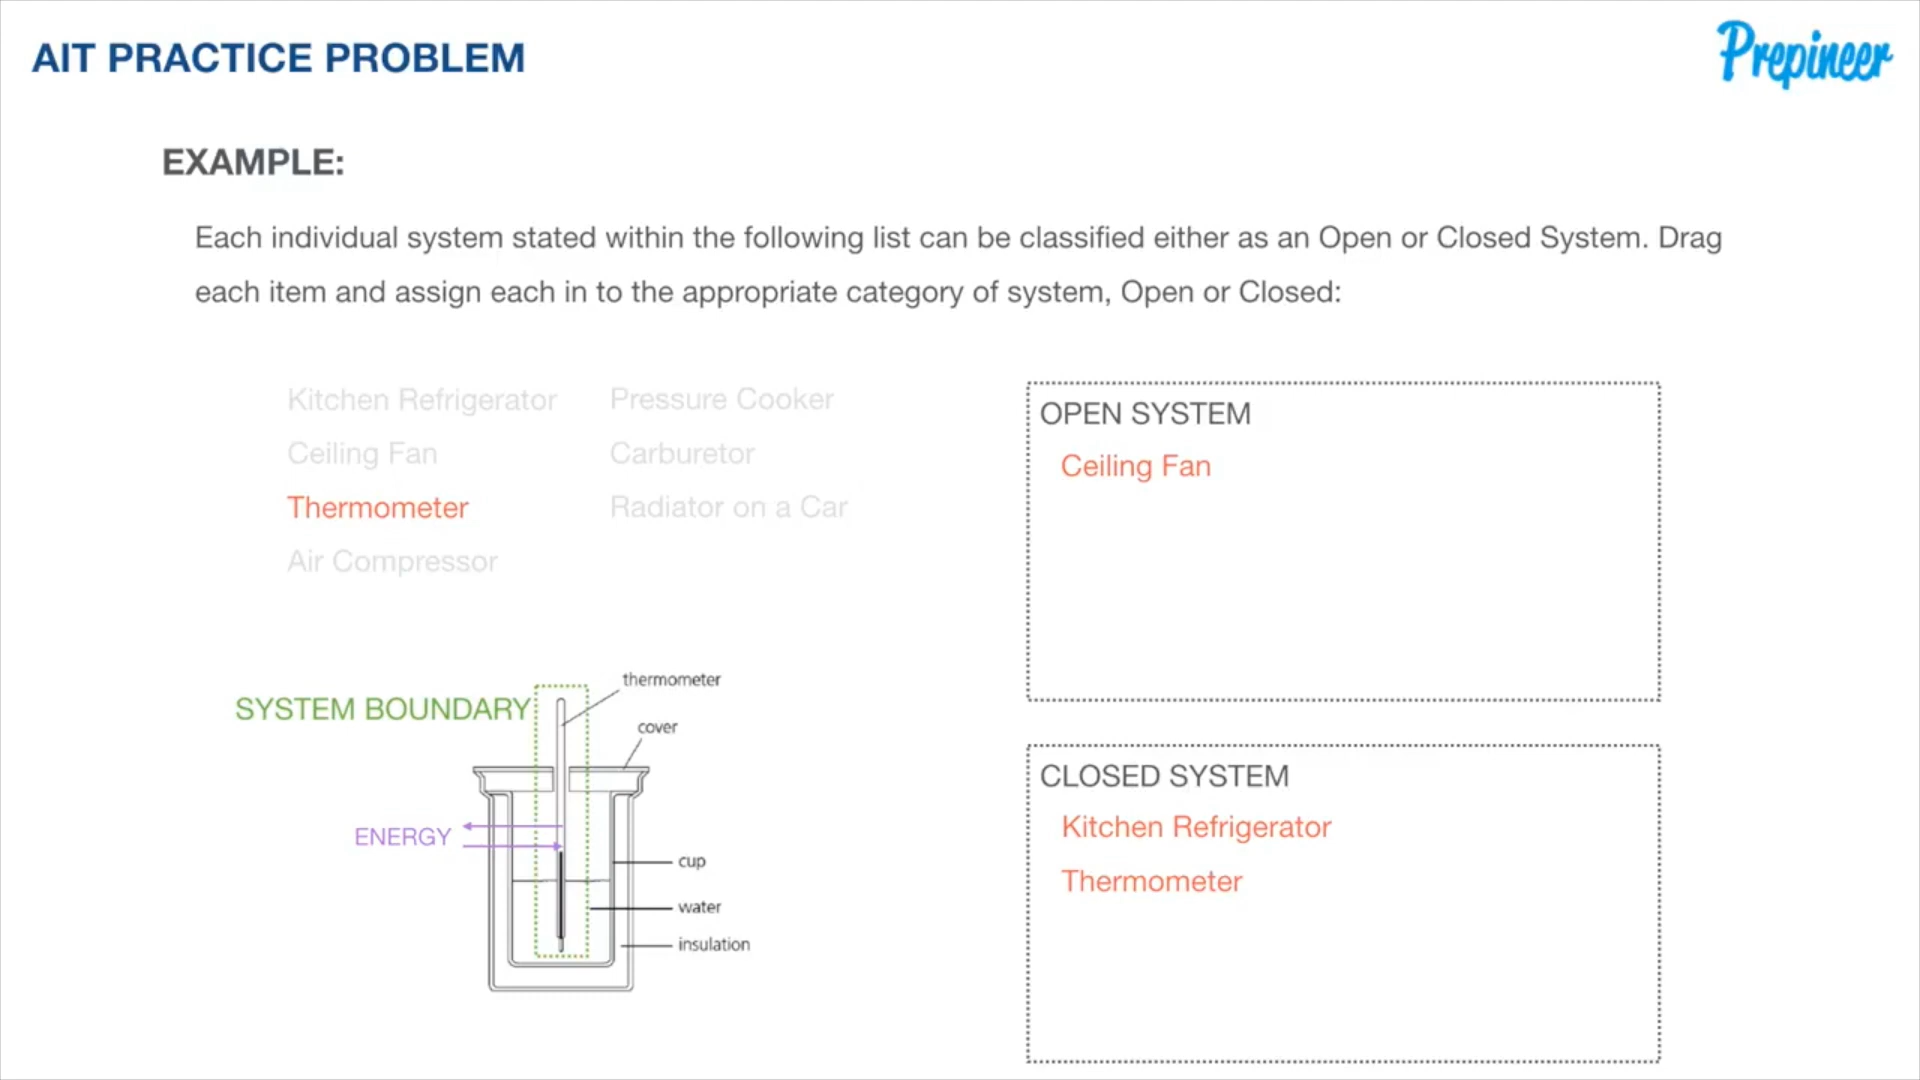 AIT PRACTICE PROBLEM
Prepineer
EXAMPLE:
Each individual system stated within the following list can be classified either as an Open or Closed System. Drag
each item and assign each in to the appropriate category of system, Open or Closed:
Kitchen Refrigerator
Ceiling Fan
Thermometer
Air Compressor
Pressure Cooker
Carburetor
Radiator on a Car
OPEN SYSTEM
Ceiling Fan
SYSTEM BOUNDARY
thermometer
cover
ENERGY
cup
water
insulation
CLOSED SYSTEM
Kitchen Refrigerator
Thermometer